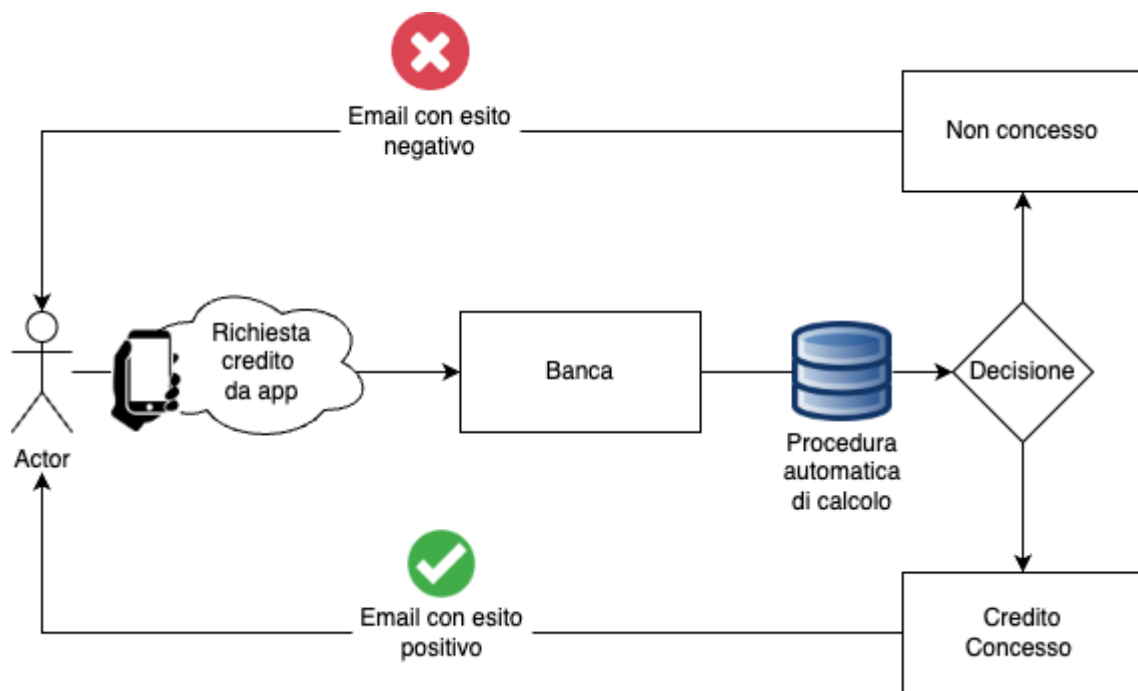 Email con esito
negativo
Non concesso
Richiesta
credito
da app
Banca
Decisione
Actor
Procedura
automatica
di calcolo
Email con esito
positivo
Credito
Concesso